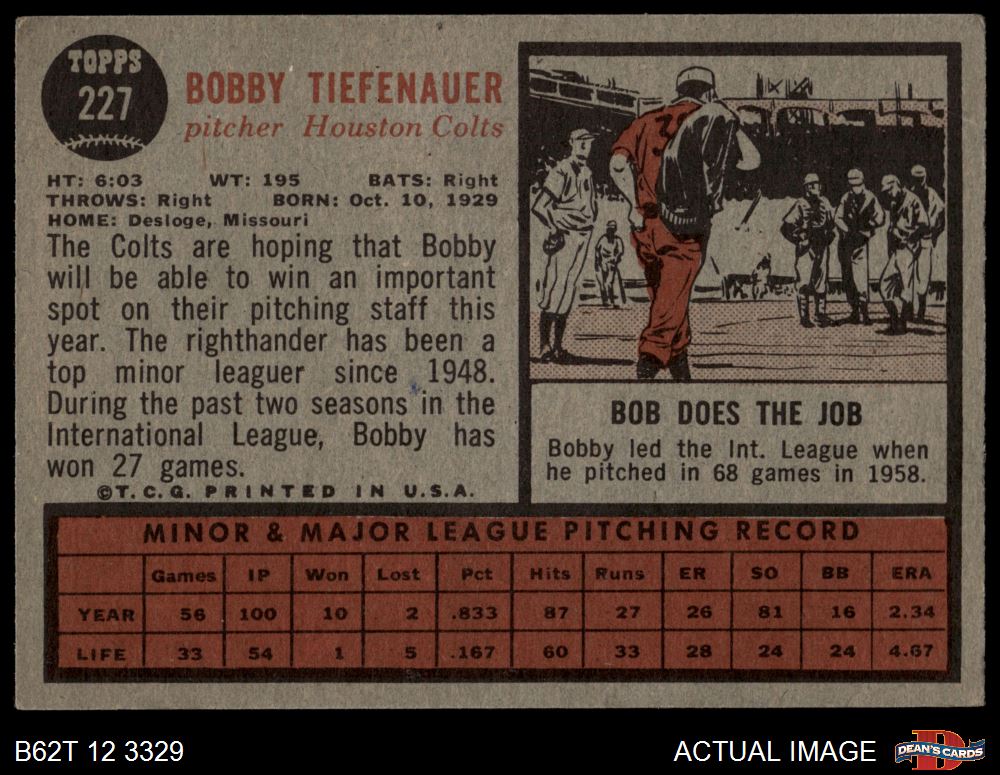 TOPPS
227
BOBBY TIEFENAUER
pitcher Houston Colts
HT: 6:03 WT: 195 BATS: Right
THROWS: Right BORN: Oct. 10, 1929
HOME: Desloge, Missouri
The Colts are hoping that Bobby
will be able to win an important
spot on their pitching staff this
year. The righthander has been a
top minor leaguer since 1948.
During the past two seasons in the
International League, Bobby has
won 27 games.
©T.C.G. PRINTED IN U.S.A.
BOB DOES THE JOB
Bobby led the Int. League when
he pitched in 68 games in 1958.
MINOR & MAJOR LEAGUE PITCHING RECORD
Games IP Won Lost Pct Hits Runs ER SO BB ERA
YEAR 56 100 10 2 .833 87 27 26 81 16 2.34
LIFE 33 54 1 5 .167 60 33 28 24 24 4.67
B62T 12 3329
ACTUAL IMAGE
DEAN'S CARDS